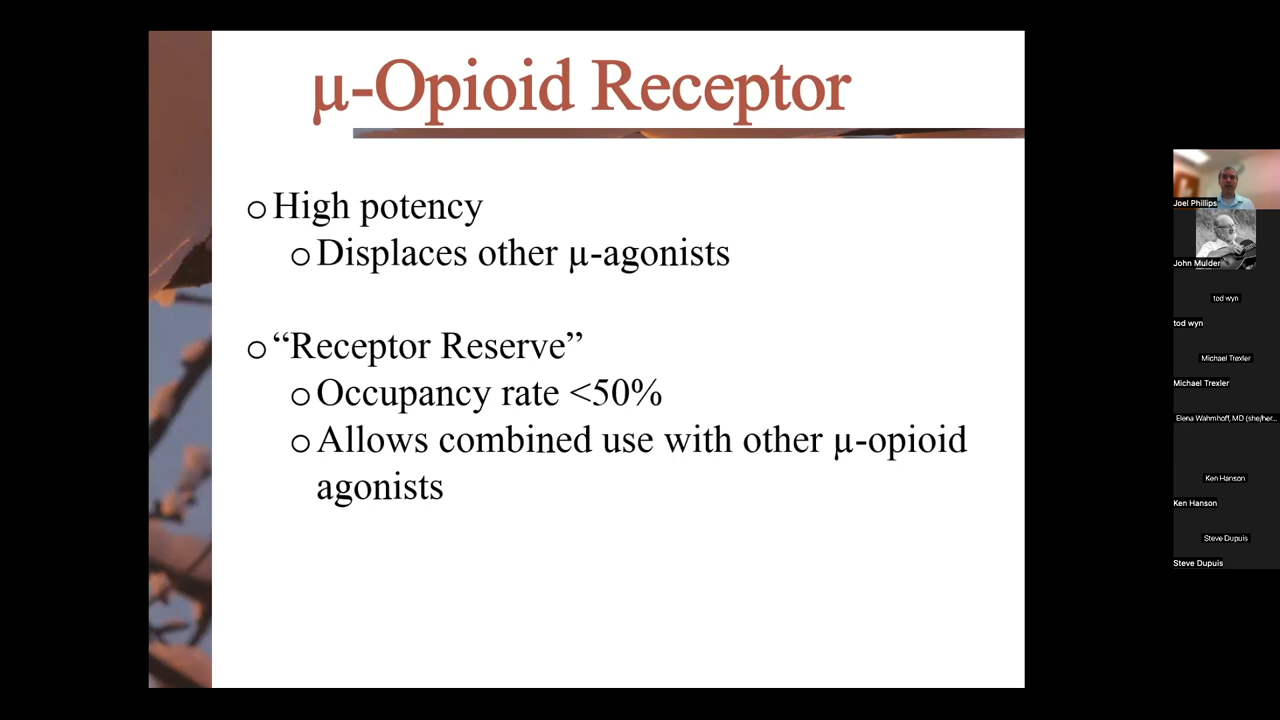 µ-Opioid Receptor
o High potency
o Displaces other µ-agonists
o “Receptor Reserve”
o Occupancy rate <50%
o Allows combined use with other µ-opioid
agonists
Joel Phillips
John Mulder
tod wyn
tod wyn
Michael Trexler
Michael Trexler
Elena Wahmhoff, MD (she/her...
Ken Hanson
Ken Hanson
Steve Dupuis
Steve Dupuis